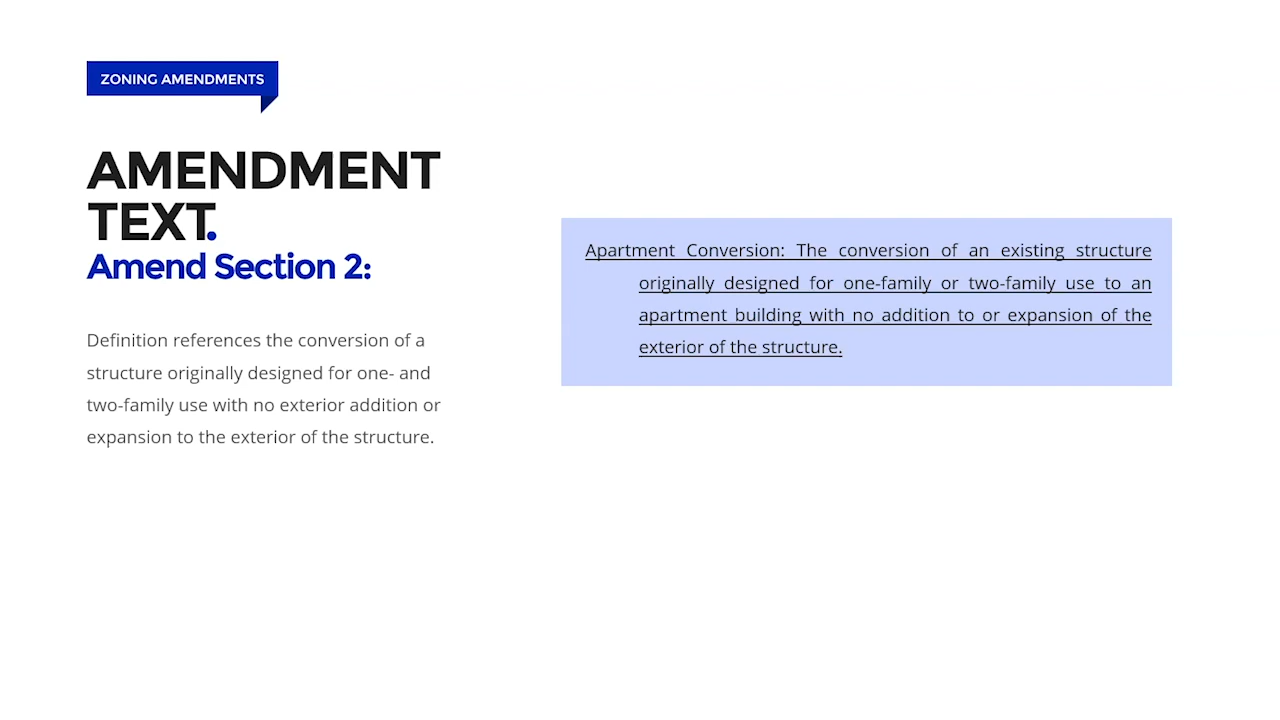 ZONING AMENDMENTS
AMENDMENT
TEXT.
Amend Section 2:
Definition references the conversion of a
structure originally designed for one- and
two-family use with no exterior addition or
expansion to the exterior of the structure.
Apartment Conversion: The conversion of an existing structure
originally designed for one-family or two-family use to an
apartment building with no addition to or expansion of the
exterior of the structure.